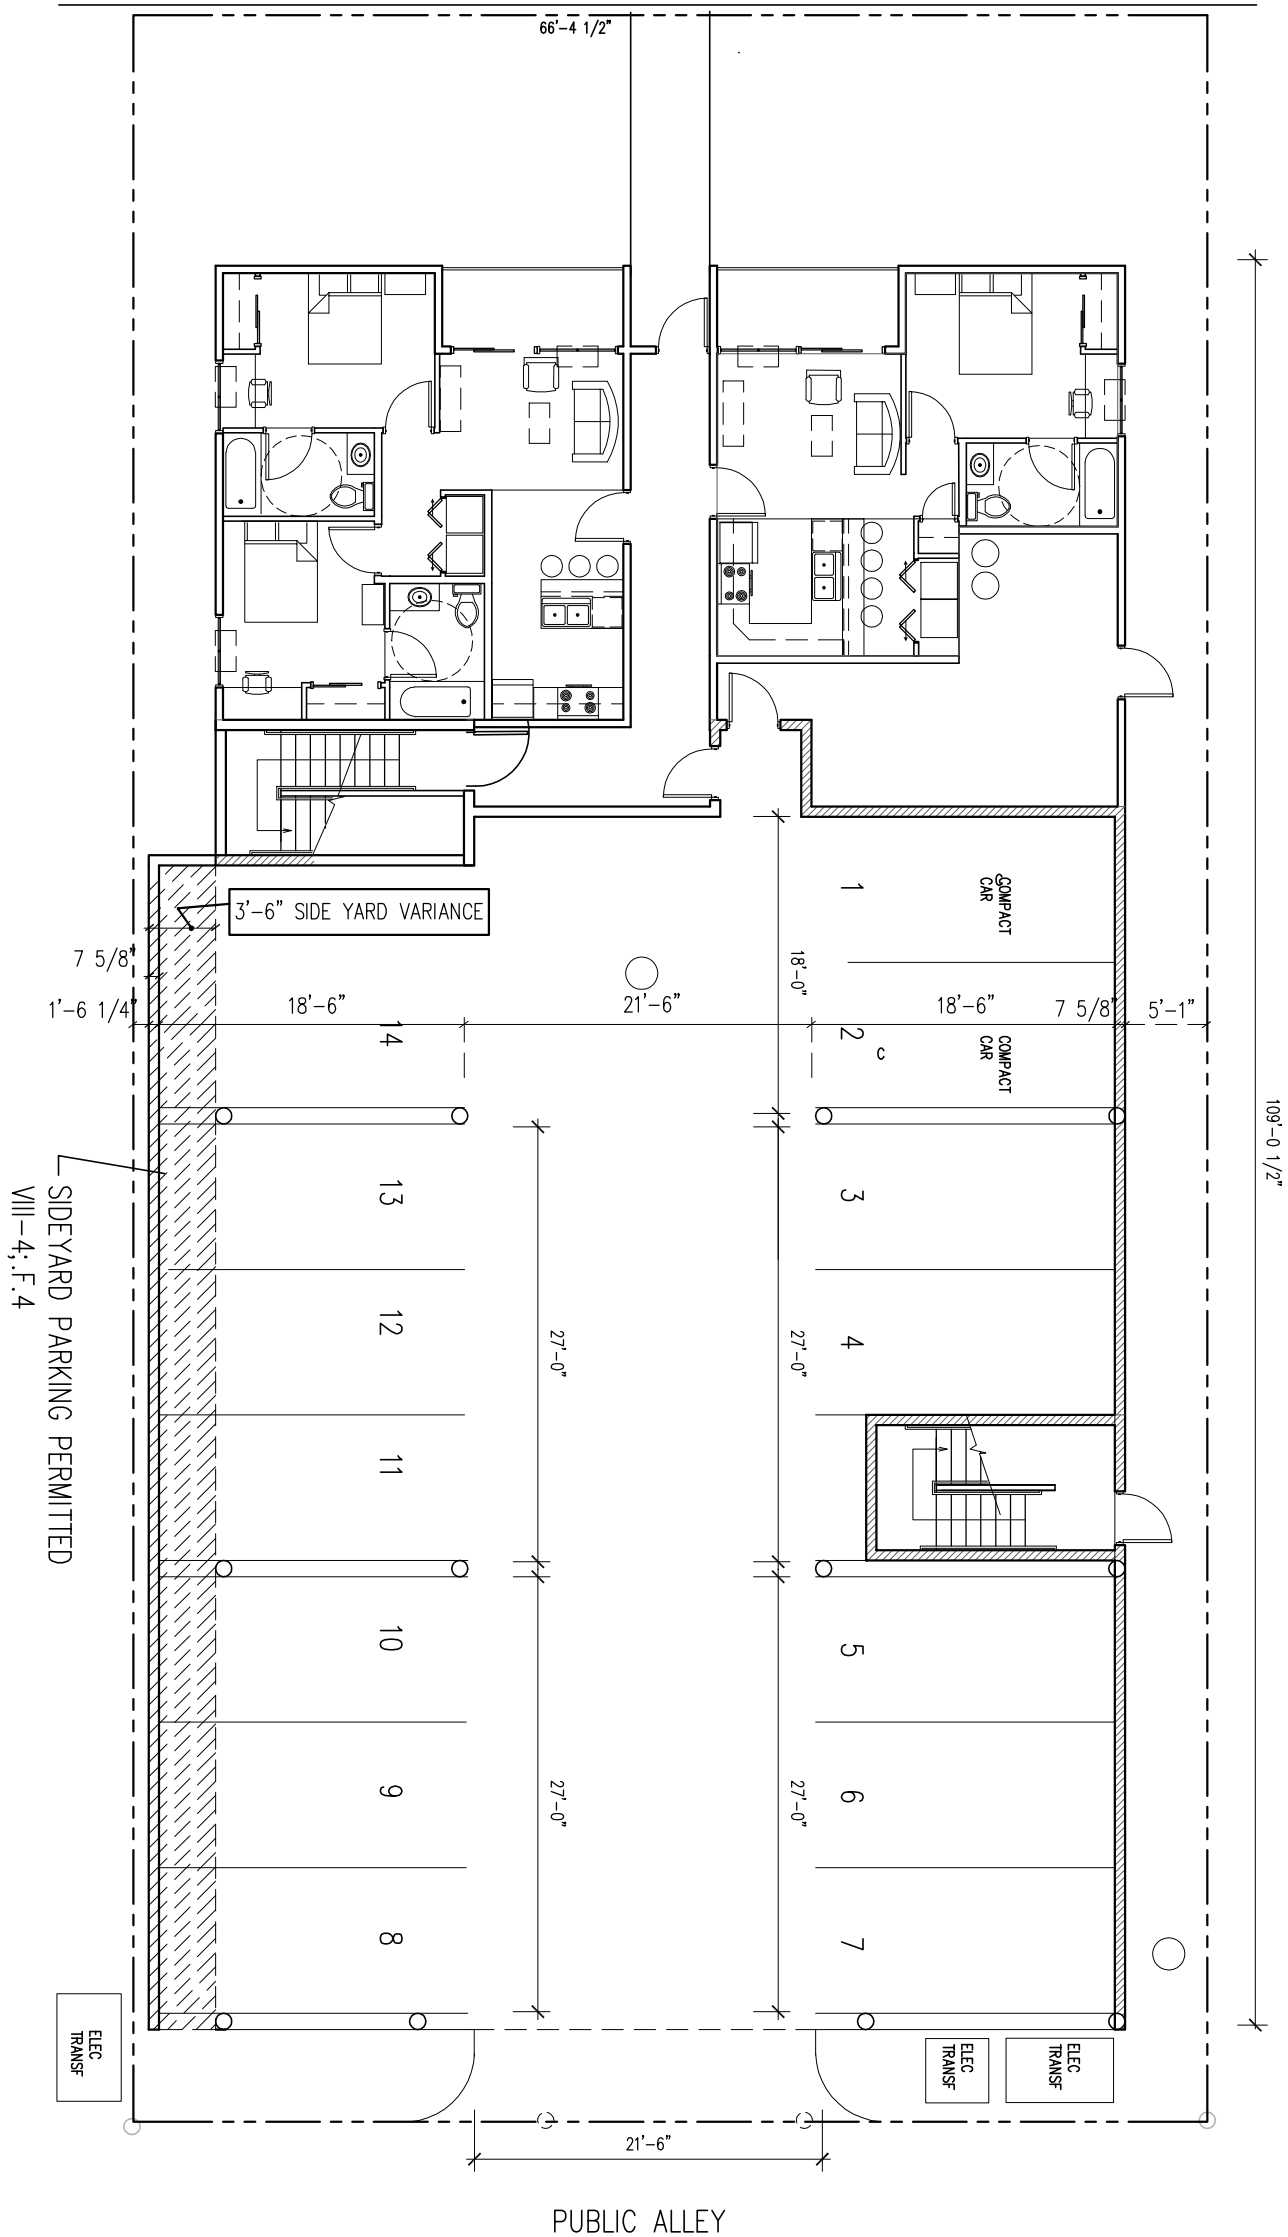 66'-4 1/2"
3'-6" SIDE YARD VARIANCE
1
COMPACT
CAR
18'-0"
7 5/8"
1'-6 1/4"
18'-6"
21'-6"
18'-6"
7 5/8"
5'-1"
14
2
C
COMPACT
CAR
109'-0 1/2"
13
3
SIDEYARD PARKING PERMITTED
VIII-4;.F.4
12
27'-0"
27'-0"
4
11
10
5
9
27'-0"
27'-0"
6
8
7
ELEC
TRANSF
ELEC
TRANSF
ELEC
TRANSF
21'-6"
PUBLIC ALLEY